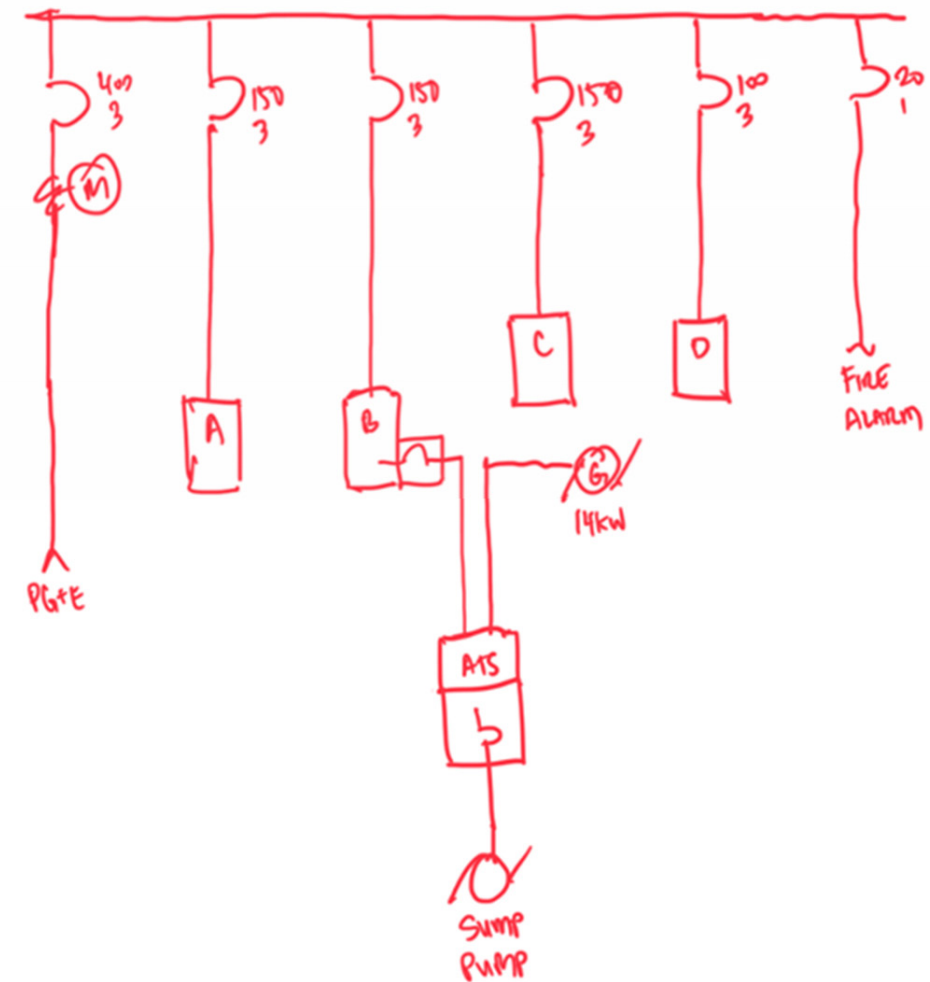 400
3
150
3
150
3
150
3
100
3
20
1
M
C
D
FIRE
ALARM
A
B
G
14KW
PG+E
ATS
SUMP
PUMP